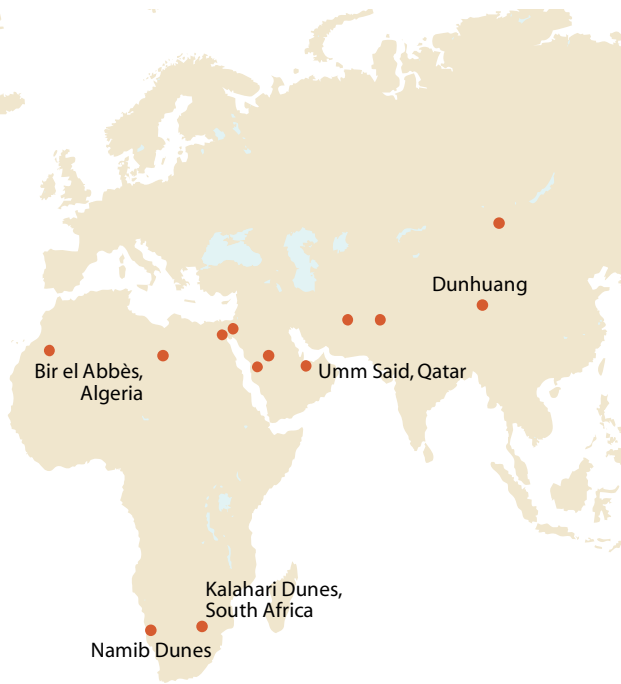 Dunhuang
Bir el Abbès,
Algeria
Umm Said, Qatar
Kalahari Dunes,
South Africa
Namib Dunes